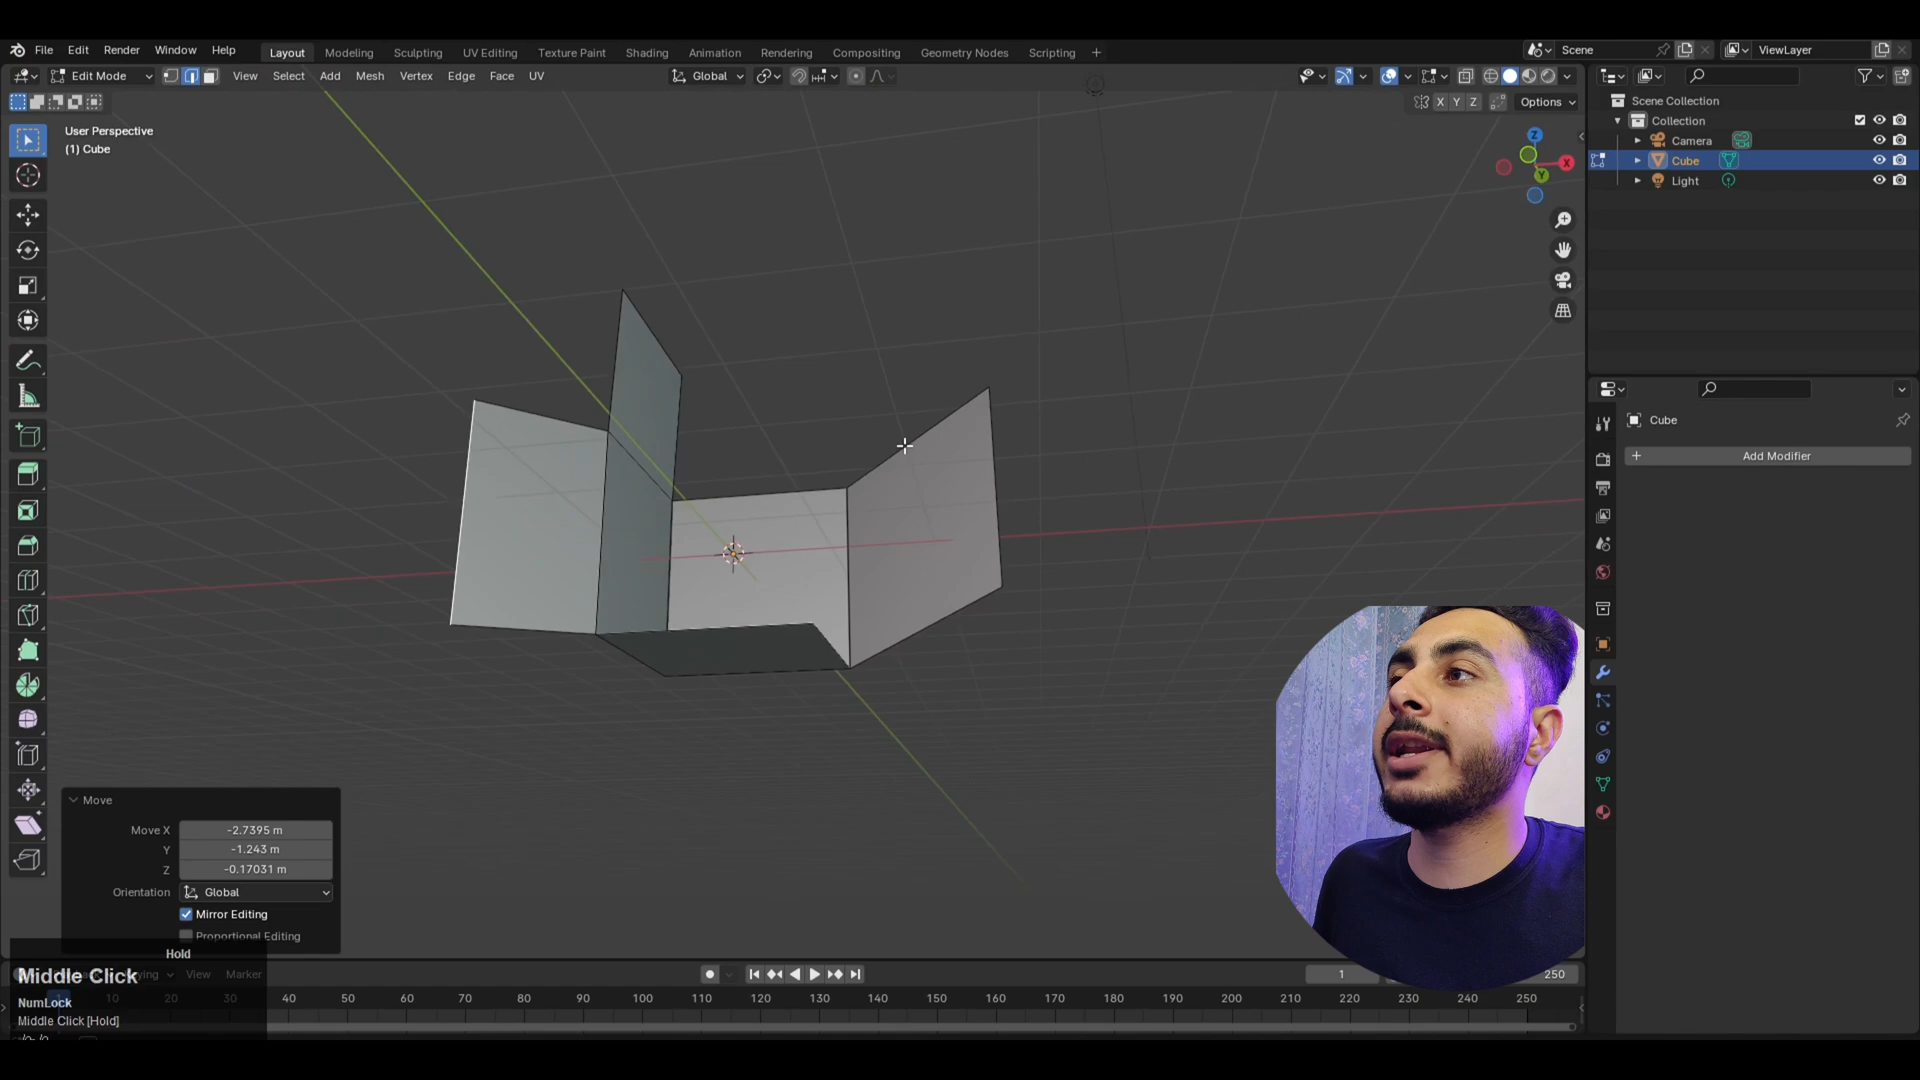 File Edit Render Window Help
Layout Modeling Sculpting UV Editing Texture Paint Shading Animation Rendering Compositing Geometry Nodes Scripting +
Scene
ViewLayer
Edit Mode
View Select Add Mesh Vertex Edge Face UV
Global
X Y Z
Options
User Perspective
(1) Cube
Z
X
Y
Scene Collection
Collection
Camera
Cube
Light
Cube
+ Add Modifier
Move
Move X -2.7395 m
Y -1.243 m
Z -0.17031 m
Orientation Global
Mirror Editing
Proportional Editing
Hold
Middle Click
View Marker
1
250
NumLock
Middle Click [Hold]
10 20 30 40 50 60 70 80 90 100 110 120 130 140 150 160 170 180 190 200 210 220 230 240 250